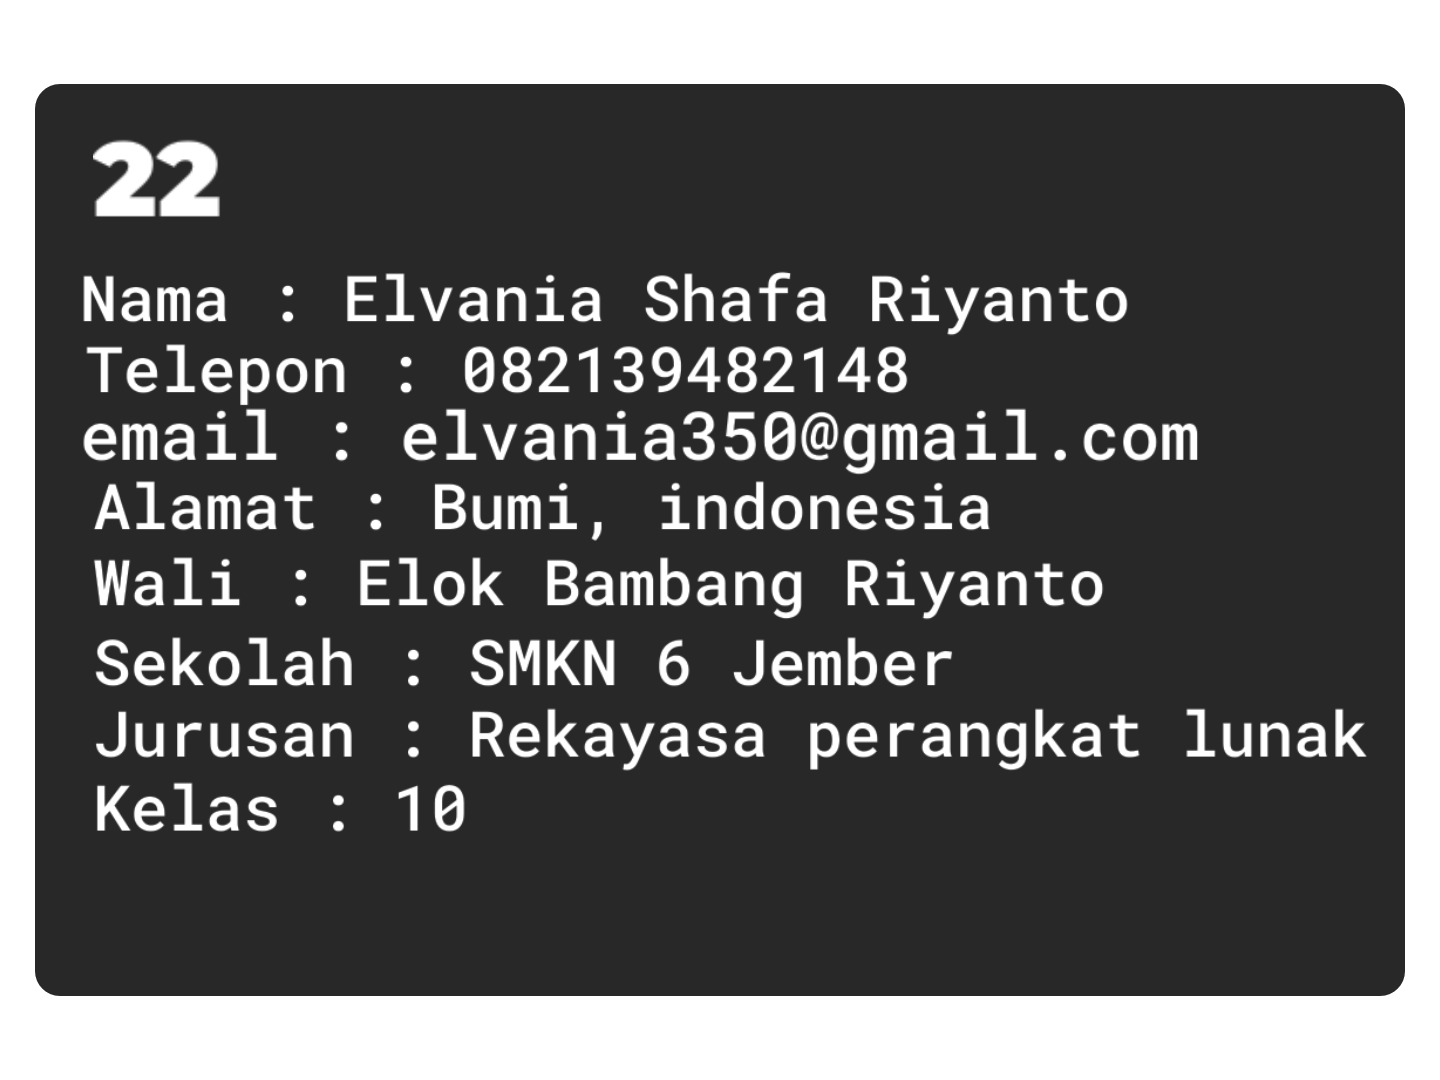 22
Nama : Elvania Shafa Riyanto
Telepon : 082139482148
email : elvania350@gmail.com
Alamat : Bumi, indonesia
Wali : Elok Bambang Riyanto
Sekolah : SMKN 6 Jember
Jurusan : Rekayasa perangkat lunak
Kelas : 10